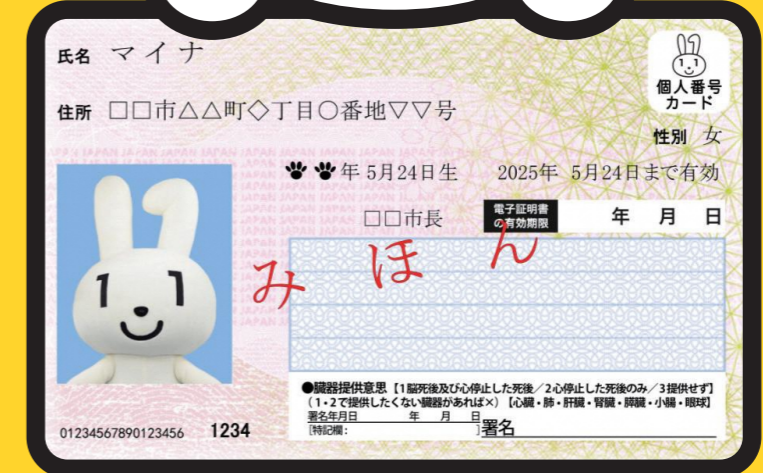 氏名 マイナ
個人番号
カード
住所 □□市△△町◇丁目○番地▽▽号
性別 女
年 5月24日生 2025年 5月24日まで有効
□□市長 電子証明書
の有効期限 年 月 日
みほん
●臓器提供意思【1脳死後及び心停止した死後／2心停止した死後のみ／3提供せず】
（1・2で提供したくない臓器があれば×）【心臓・肺・肝臓・腎臓・膵臓・小腸・眼球】
署名年月日 年 月 日
［特記欄： ］署名
01234567890123456 1234